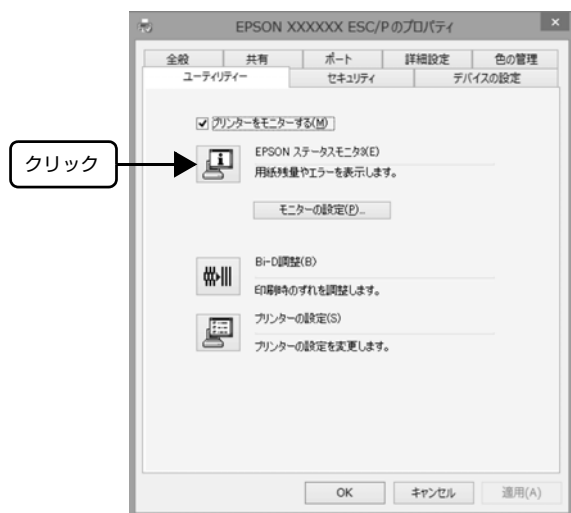 EPSON XXXXXX ESC/Pのプロパティ
全般 共有 ポート 詳細設定 色の管理
ユーティリティー セキュリティ デバイスの設定
プリンターをモニターする(M)
クリック
EPSON ステータスモニタ3(E)
用紙残量やエラーを表示します。
モニターの設定(P)...
Bi-D調整(B)
印刷時のずれを調整します。
プリンターの設定(S)
プリンターの設定を変更します。
OK キャンセル 適用(A)